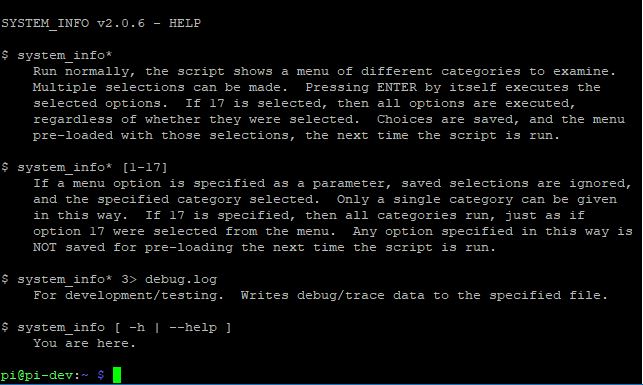 SYSTEM_INFO v2.0.6 - HELP
$ system_info*
Run normally, the script shows a menu of different categories to examine.
Multiple selections can be made.  Pressing ENTER by itself executes the
selected options.  If 17 is selected, then all options are executed,
regardless of whether they were selected.  Choices are saved, and the menu
pre-loaded with those selections, the next time the script is run.
$ system_info* [1-17]
If a menu option is specified as a parameter, saved selections are ignored,
and the specified category selected.  Only a single category can be given
in this way.  If 17 is specified, then all categories run, just as if
option 17 were selected from the menu.  Any option specified in this way is
NOT saved for pre-loading the next time the script is run.
$ system_info* 3> debug.log
For development/testing.  Writes debug/trace data to the specified file.
$ system_info [ -h | --help ]
You are here.
pi@pi-dev:~ $